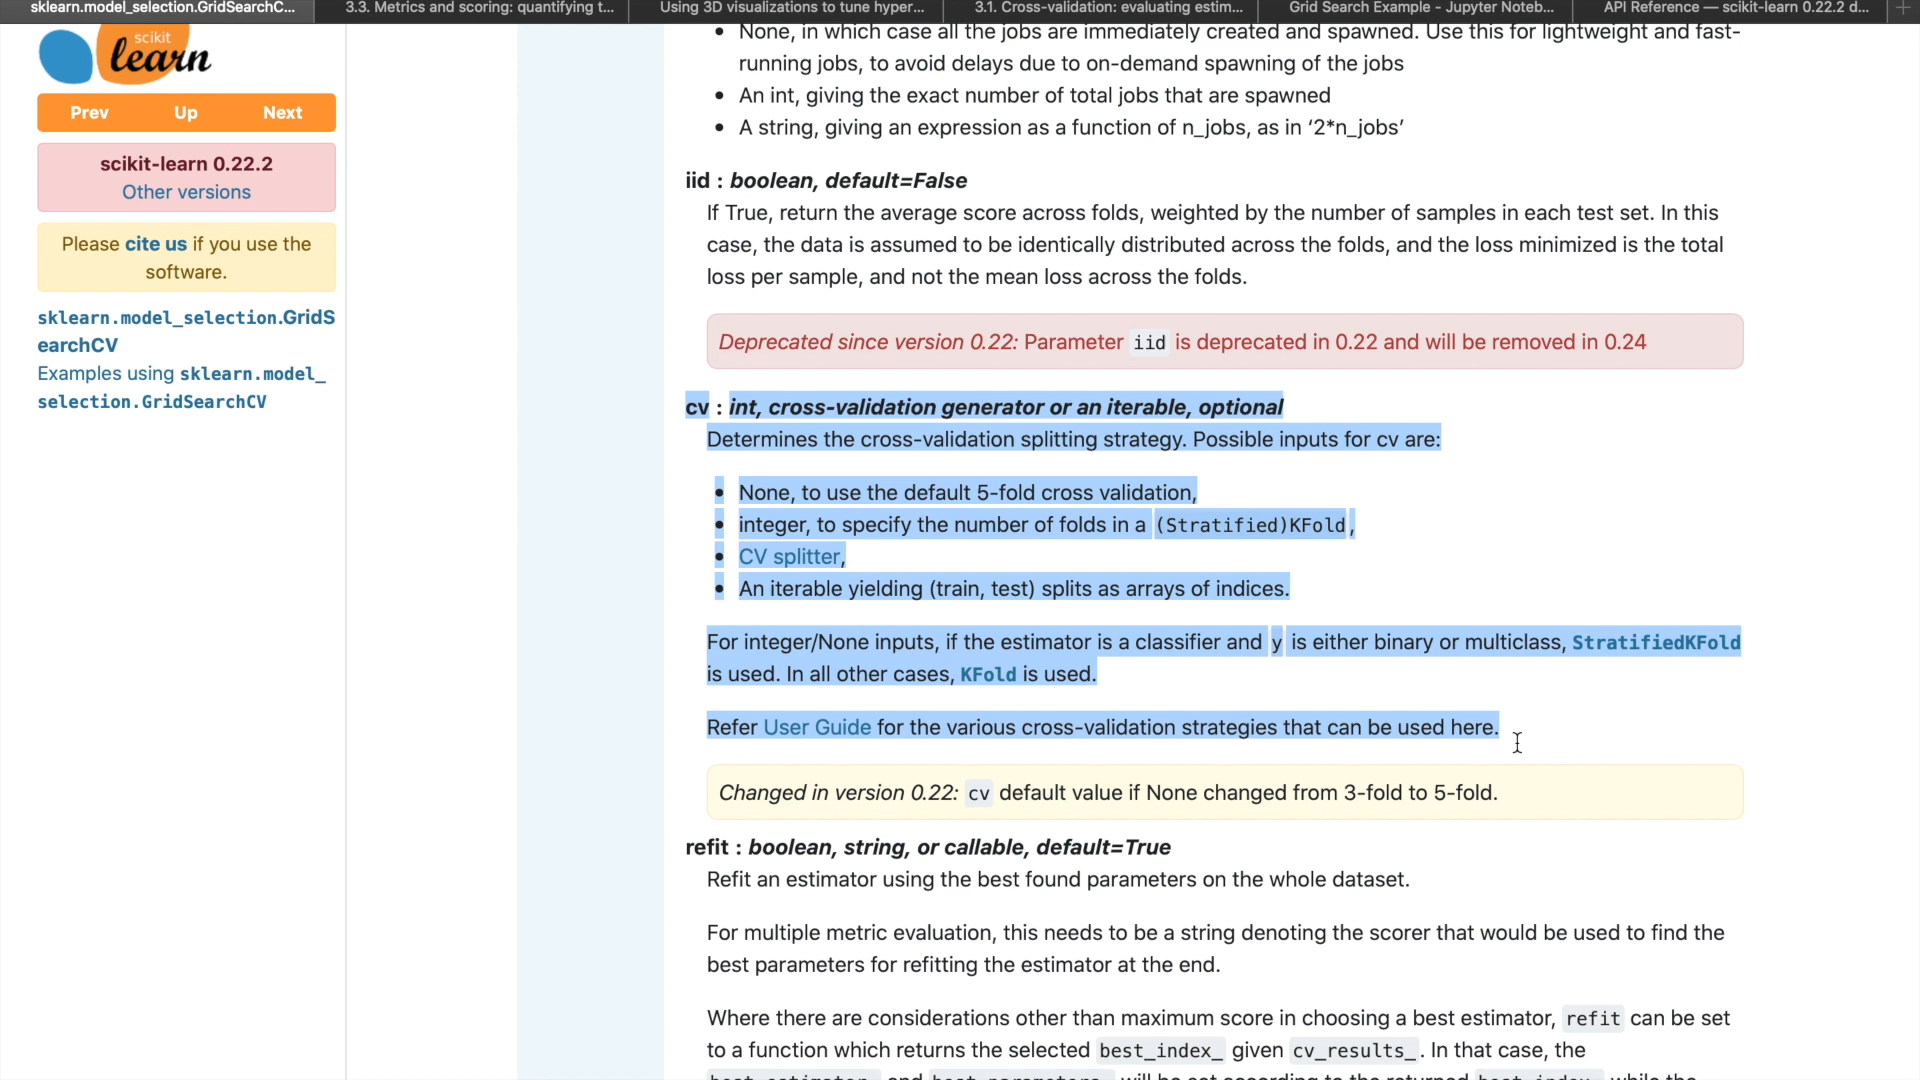 sklearn.model_selection.GridSearchC...
3.3. Metrics and scoring: quantifying t...
Using 3D visualizations to tune hyper...
3.1. Cross-validation: evaluating estim...
Grid Search Example - Jupyter Noteb...
API Reference — scikit-learn 0.22.2 d...
scikit
learn
Prev Up Next
scikit-learn 0.22.2
Other versions
Please cite us if you use the
software.
sklearn.model_selection.GridS
earchCV
Examples using sklearn.model_
selection.GridSearchCV
• None, in which case all the jobs are immediately created and spawned. Use this for lightweight and fast-
running jobs, to avoid delays due to on-demand spawning of the jobs
• An int, giving the exact number of total jobs that are spawned
• A string, giving an expression as a function of n_jobs, as in ‘2*n_jobs’
iid : boolean, default=False
If True, return the average score across folds, weighted by the number of samples in each test set. In this
case, the data is assumed to be identically distributed across the folds, and the loss minimized is the total
loss per sample, and not the mean loss across the folds.
Deprecated since version 0.22: Parameter iid is deprecated in 0.22 and will be removed in 0.24
cv : int, cross-validation generator or an iterable, optional
Determines the cross-validation splitting strategy. Possible inputs for cv are:
• None, to use the default 5-fold cross validation,
• integer, to specify the number of folds in a (Stratified)KFold,
• CV splitter,
• An iterable yielding (train, test) splits as arrays of indices.
For integer/None inputs, if the estimator is a classifier and y is either binary or multiclass, StratifiedKFold
is used. In all other cases, KFold is used.
Refer User Guide for the various cross-validation strategies that can be used here.
Changed in version 0.22: cv default value if None changed from 3-fold to 5-fold.
refit : boolean, string, or callable, default=True
Refit an estimator using the best found parameters on the whole dataset.
For multiple metric evaluation, this needs to be a string denoting the scorer that would be used to find the
best parameters for refitting the estimator at the end.
Where there are considerations other than maximum score in choosing a best estimator, refit can be set
to a function which returns the selected best_index_ given cv_results_. In that case, the
best_estimator_ and best_parameters_ will be set according to the returned best_index_ while the